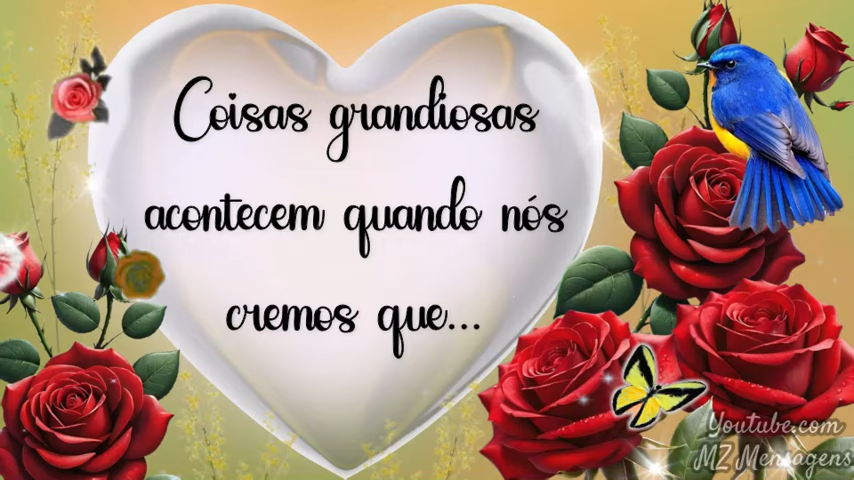 Coisas grandiosas
acontecem quando nós
cremos que...
Youtube.com
MZ Mensagens